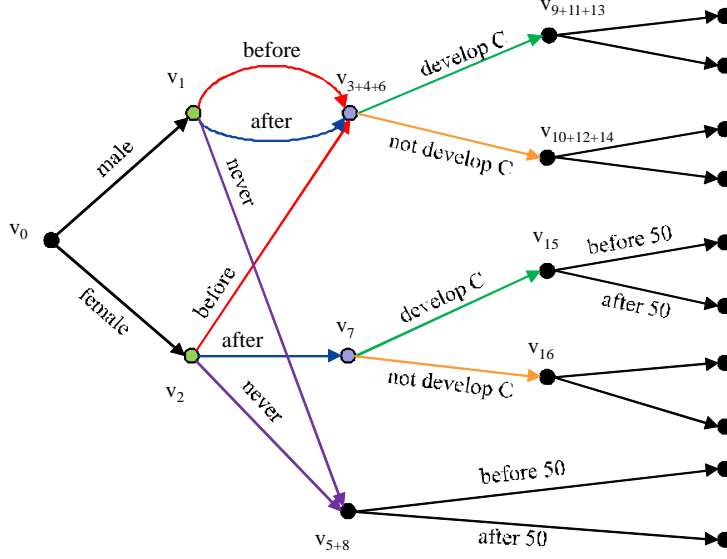 before
v1
v3+4+6
develop C
v9+11+13
after
not develop C
v10+12+14
male
never
v0
female
before
v15
before 50
after 50
develop C
after
v7
v2
never
not develop C
v16
before 50
after 50
v5+8